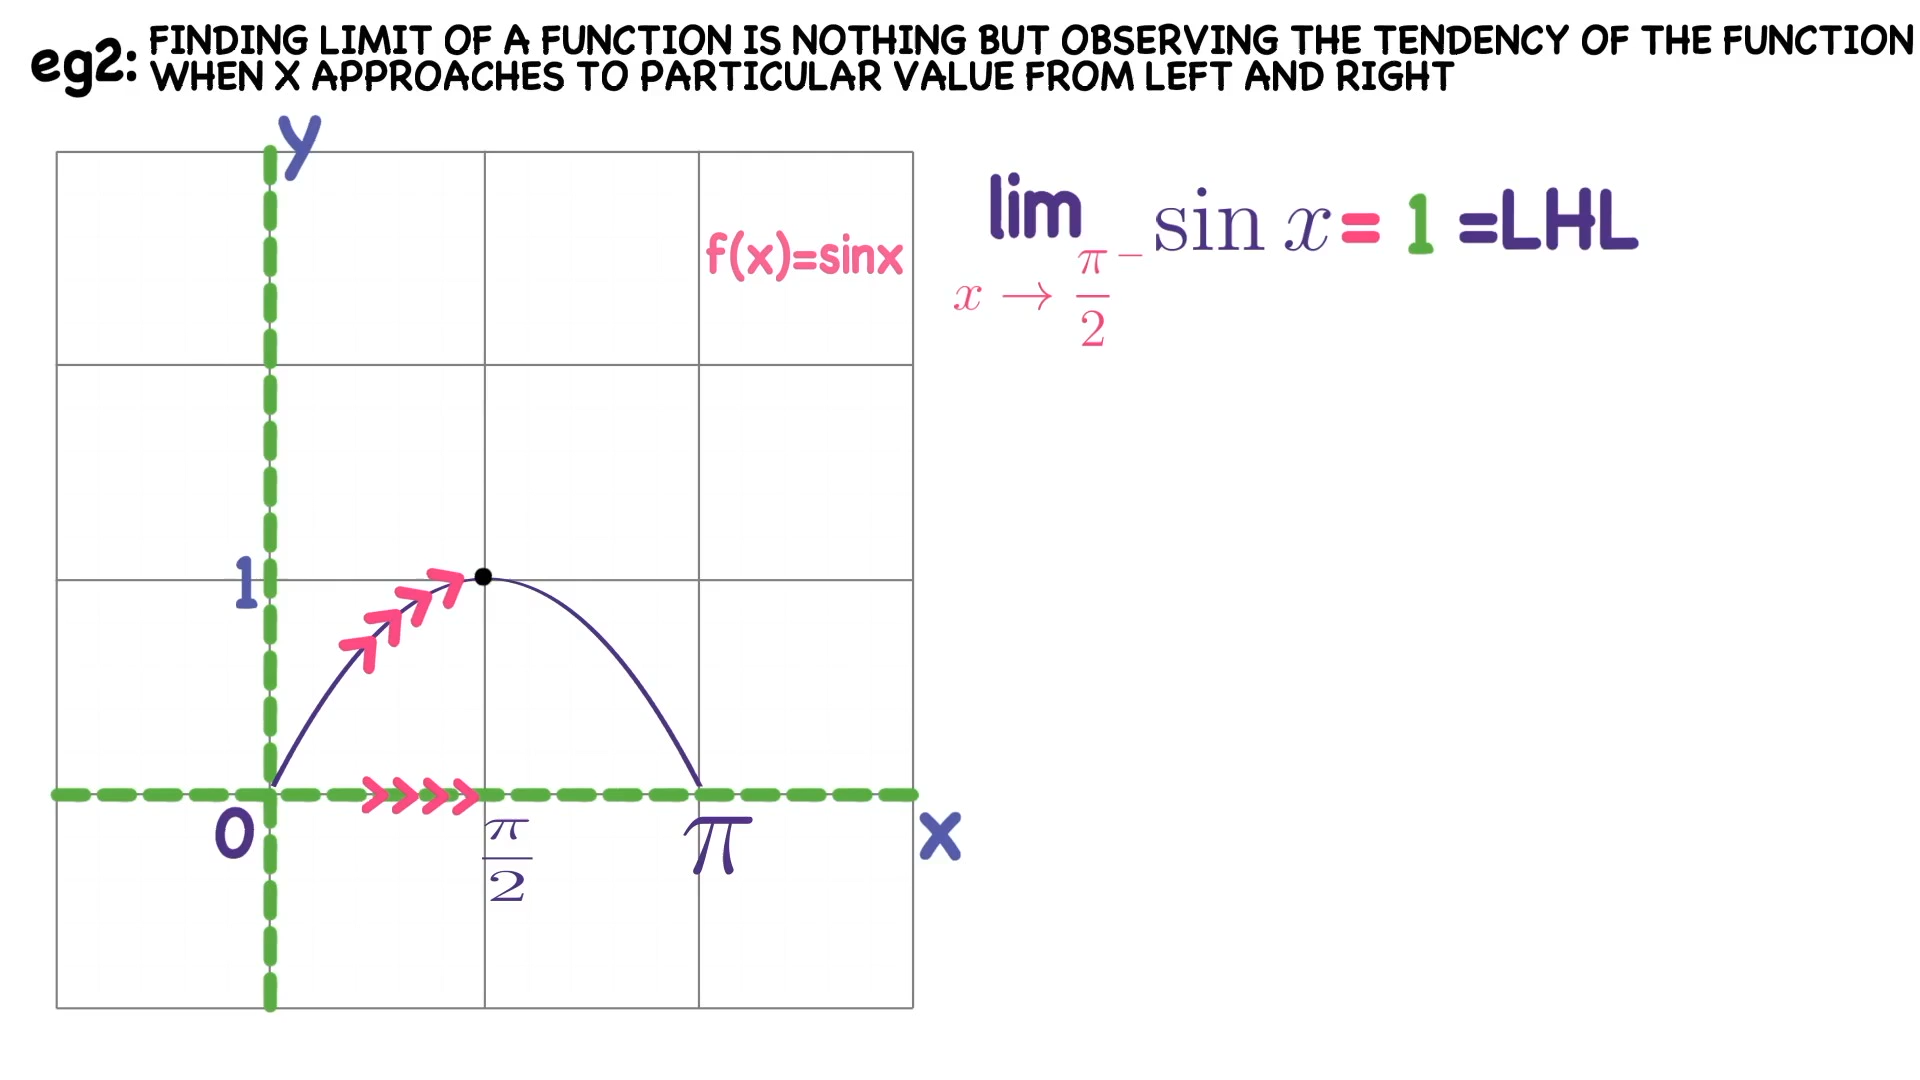 eg2: FINDING LIMIT OF A FUNCTION IS NOTHING BUT OBSERVING THE TENDENCY OF THE FUNCTION
WHEN X APPROACHES TO PARTICULAR VALUE FROM LEFT AND RIGHT
y
f(x)=sinx
lim sin x = 1 =LHL
x → π/2⁻
1
0
π/2
π
x